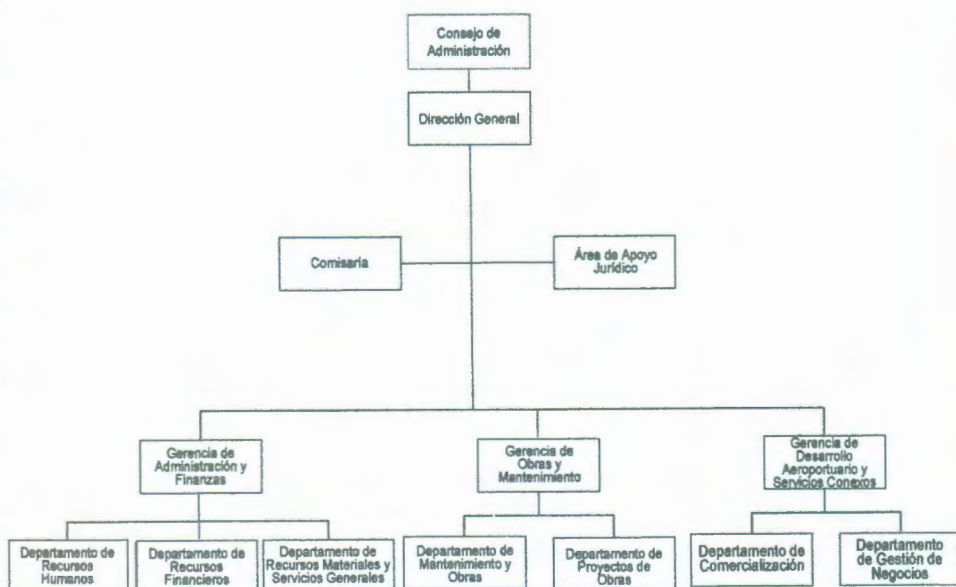 Consejo de
Administración
Dirección General
Comisaría
Área de Apoyo
Jurídico
Gerencia de
Administración y
Finanzas
Gerencia de
Obras y
Mantenimiento
Gerencia de
Desarrollo
Aeroportuario y
Servicios Conexos
Departamento de
Recursos
Humanos
Departamento de
Recursos
Financieros
Departamento de
Recursos Materiales y
Servicios Generales
Departamento de
Mantenimiento y
Obras
Departamento de
Proyectos de
Obras
Departamento de
Comercialización
Departamento
de Gestión de
Negocios